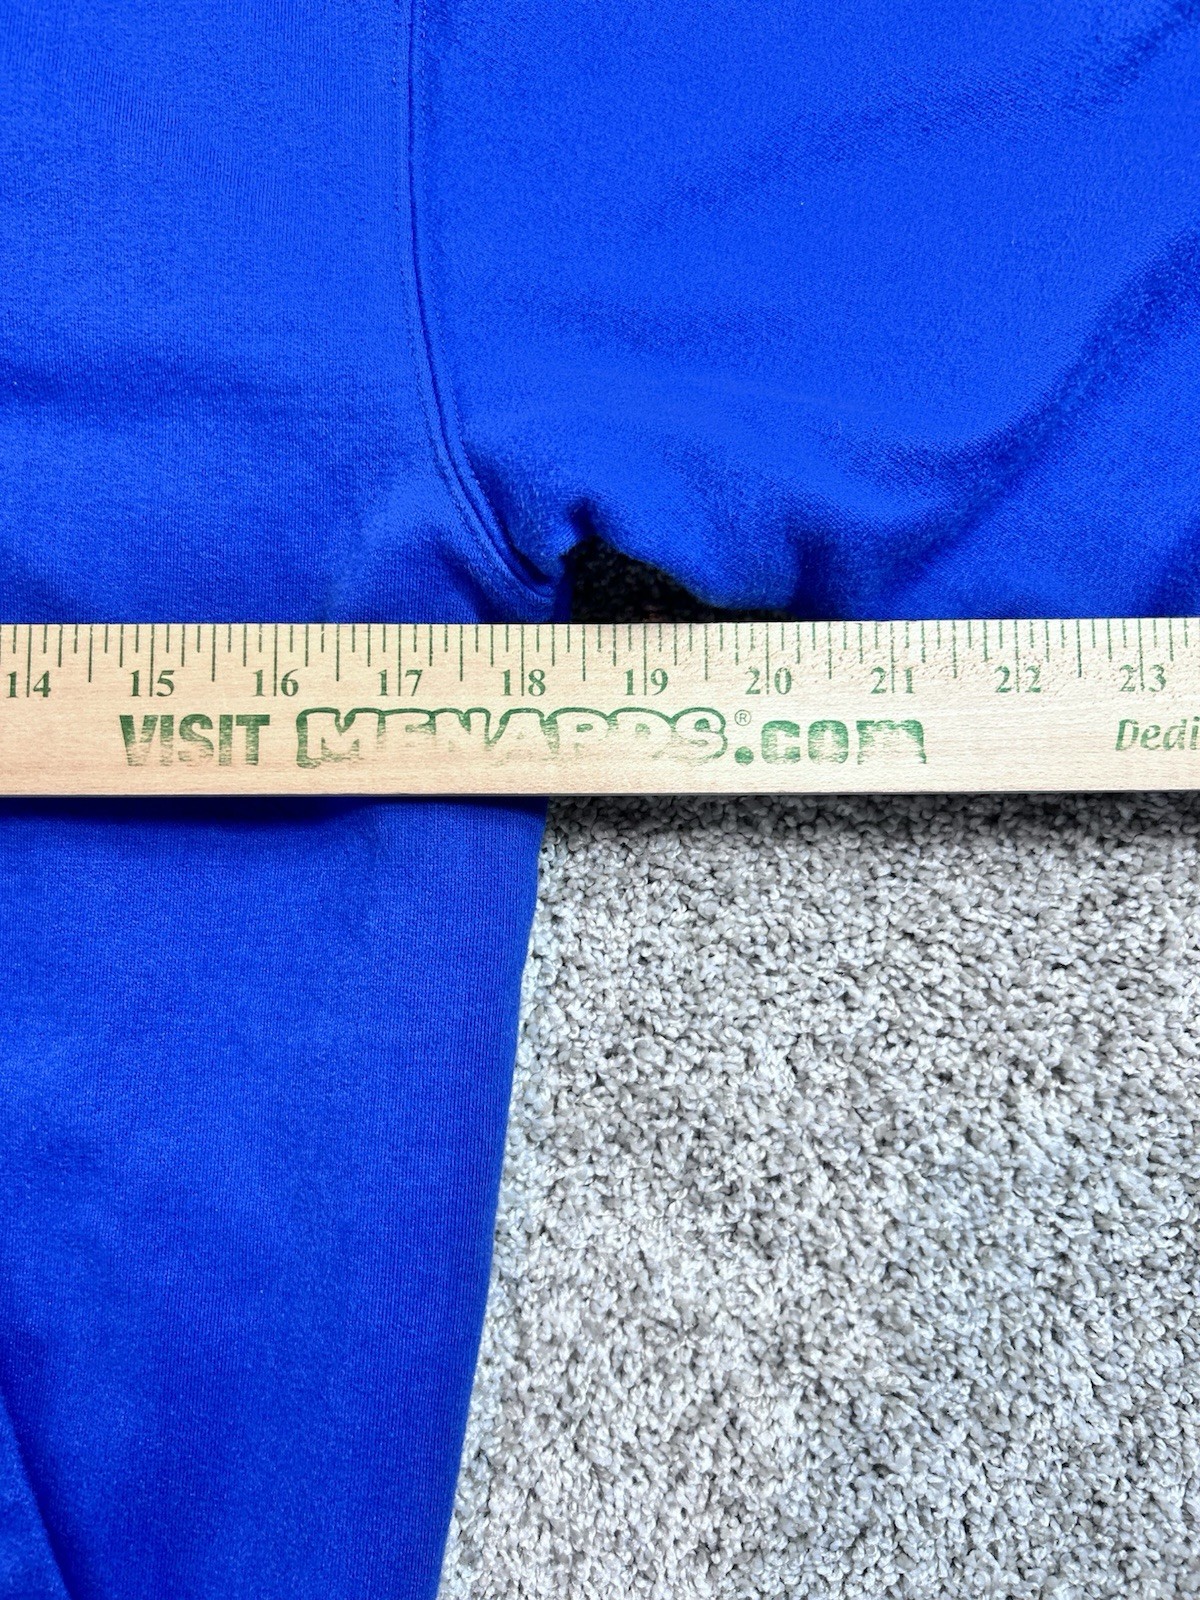 14 15 16 17 18 19 20 21 22 23
VISIT MENARDS®.com Dedi